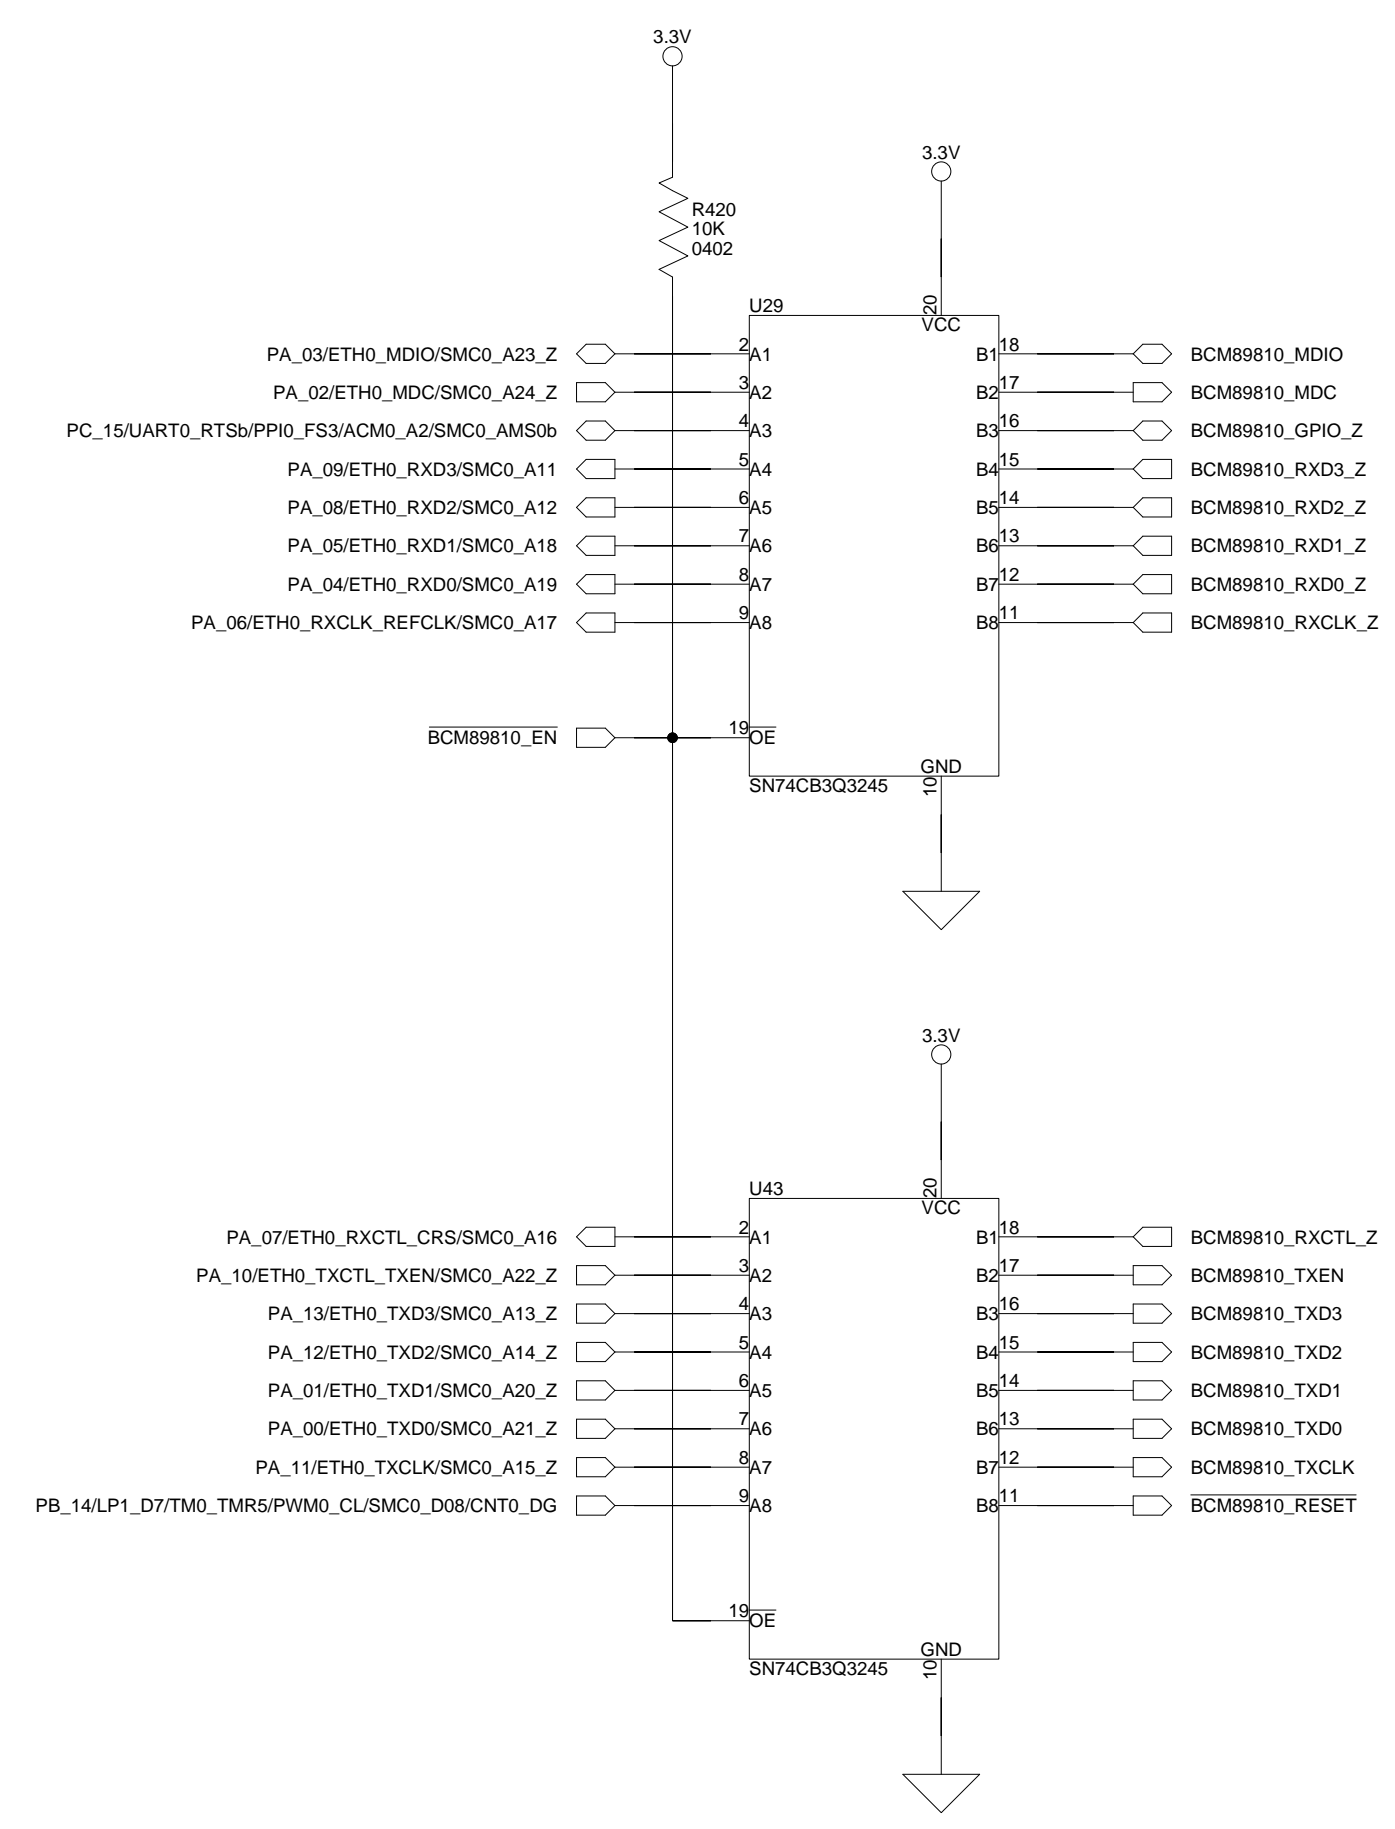 3.3V
3.3V
R420
10K
0402
U29
20
VCC
PA_03/ETH0_MDIO/SMC0_A23_Z 2 A1 B1 18 BCM89810_MDIO
PA_02/ETH0_MDC/SMC0_A24_Z 3 A2 B2 17 BCM89810_MDC
PC_15/UART0_RTSb/PPI0_FS3/ACM0_A2/SMC0_AMS0b 4 A3 B3 16 BCM89810_GPIO_Z
PA_09/ETH0_RXD3/SMC0_A11 5 A4 B4 15 BCM89810_RXD3_Z
PA_08/ETH0_RXD2/SMC0_A12 6 A5 B5 14 BCM89810_RXD2_Z
PA_05/ETH0_RXD1/SMC0_A18 7 A6 B6 13 BCM89810_RXD1_Z
PA_04/ETH0_RXD0/SMC0_A19 8 A7 B7 12 BCM89810_RXD0_Z
PA_06/ETH0_RXCLK_REFCLK/SMC0_A17 9 A8 B8 11 BCM89810_RXCLK_Z
BCM89810_EN 19 OE
GND
10
SN74CB3Q3245
3.3V
U43
20
VCC
PA_07/ETH0_RXCTL_CRS/SMC0_A16 2 A1 B1 18 BCM89810_RXCTL_Z
PA_10/ETH0_TXCTL_TXEN/SMC0_A22_Z 3 A2 B2 17 BCM89810_TXEN
PA_13/ETH0_TXD3/SMC0_A13_Z 4 A3 B3 16 BCM89810_TXD3
PA_12/ETH0_TXD2/SMC0_A14_Z 5 A4 B4 15 BCM89810_TXD2
PA_01/ETH0_TXD1/SMC0_A20_Z 6 A5 B5 14 BCM89810_TXD1
PA_00/ETH0_TXD0/SMC0_A21_Z 7 A6 B6 13 BCM89810_TXD0
PA_11/ETH0_TXCLK/SMC0_A15_Z 8 A7 B7 12 BCM89810_TXCLK
PB_14/LP1_D7/TM0_TMR5/PWM0_CL/SMC0_D08/CNT0_DG 9 A8 B8 11 BCM89810_RESET
19 OE
GND
10
SN74CB3Q3245